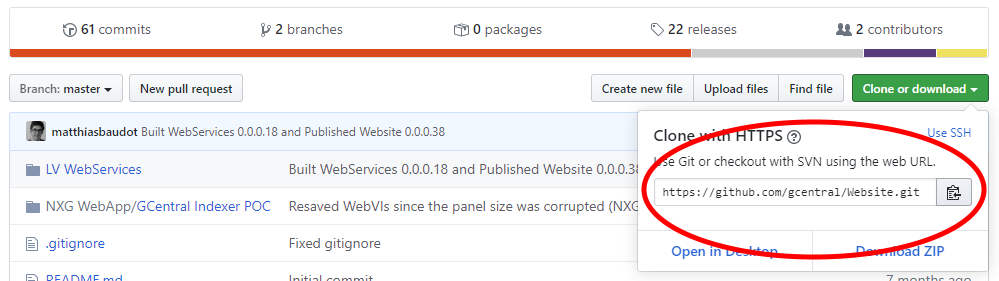 61 commits 2 branches 0 packages 22 releases 2 contributors
Branch: master New pull request Create new file Upload files Find file Clone or download
matthiasbaudot Built WebServices 0.0.0.18 and Published Website 0.0.0.38
Clone with HTTPS Use SSH
Use Git or checkout with SVN using the web URL.
LV WebServices Built WebServices 0.0.0.18 and Published Website 0.0.0.38
https://github.com/gcentral/Website.git
NXG WebApp/GCentral Indexer POC Resaved WebVIs since the panel size was corrupted (NXG
.gitignore Fixed gitignore
Open in Desktop Download ZIP
README.md Initial commit 7 months ago